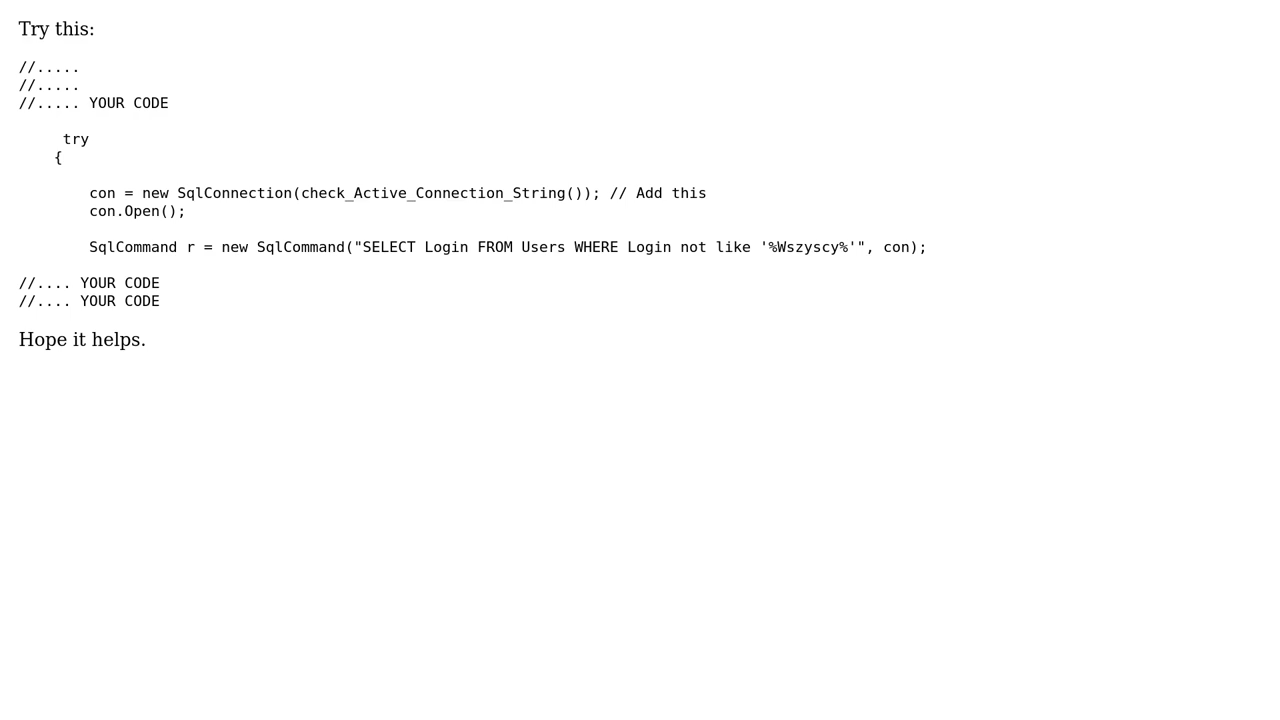 Try this:
//.....
//.....
//..... YOUR CODE
try
{
con = new SqlConnection(check_Active_Connection_String()); // Add this
con.Open();
SqlCommand r = new SqlCommand("SELECT Login FROM Users WHERE Login not like '%Wszyscy%'", con);
//.... YOUR CODE
//.... YOUR CODE
Hope it helps.